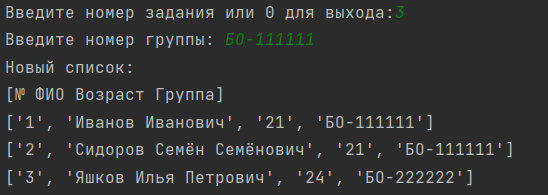 Введите номер задания или 0 для выхода:3
Введите номер группы: БО-111111
Новый список:
[№ ФИО Возраст Группа]
['1', 'Иванов Иванович', '21', 'БО-111111']
['2', 'Сидоров Семён Семёнович', '21', 'БО-111111']
['3', 'Яшков Илья Петрович', '24', 'БО-222222']